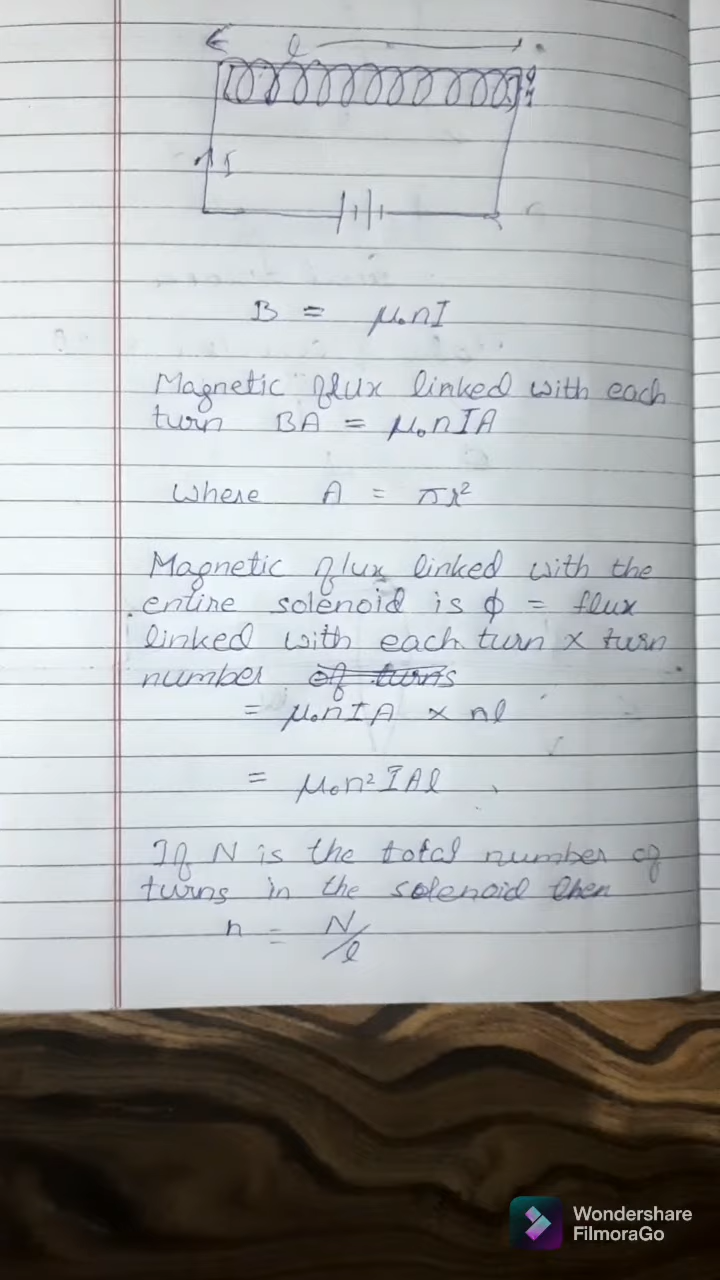 l
r
I
B = μ₀nI
Magnetic flux linked with each
turn BA = μ₀nIA
Where A = πr²
Magnetic flux linked with the
entire solenoid is ϕ = flux
linked with each turn x turn
number of turns
= μ₀nIA x nl
= μ₀n²IAl
If N is the total number of
turns in the solenoid then
n = N/l
Wondershare
FilmoraGo